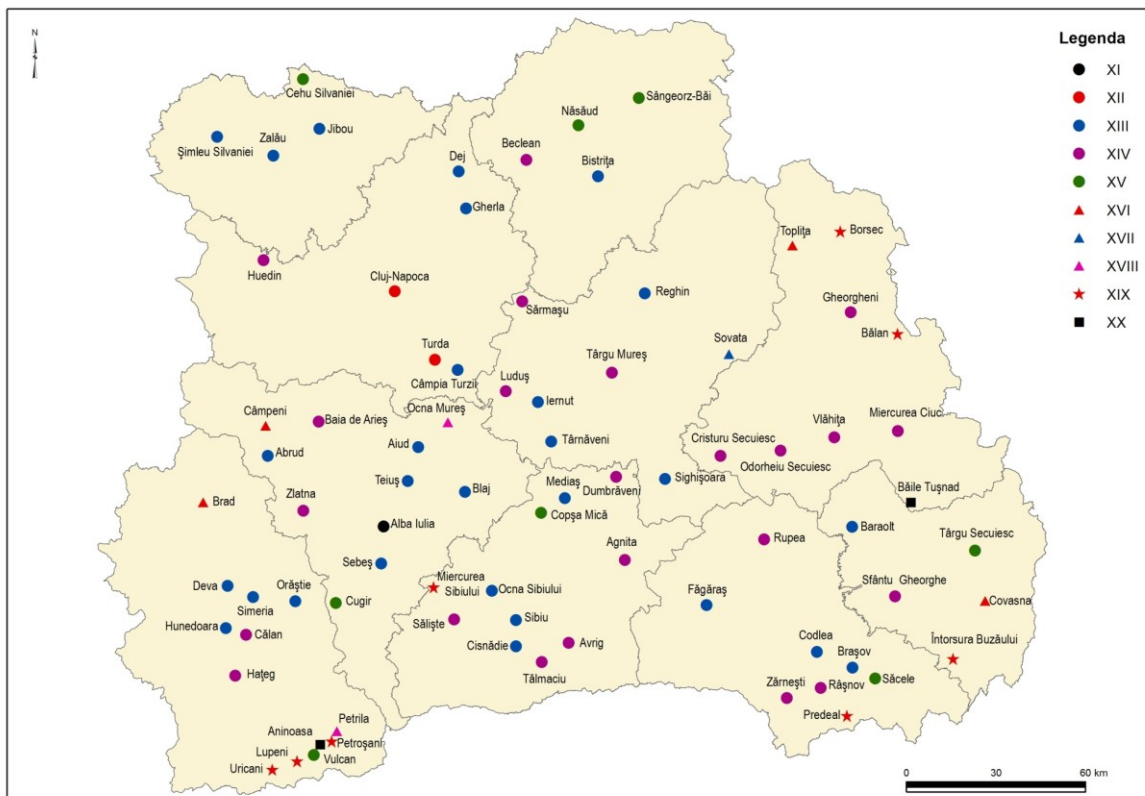 N
Legenda
XI
XII
XIII
XIV
XV
XVI
XVII
XVIII
XIX
XX
Cehu Silvaniei
Jibou
Şimleu Silvaniei
Zalău
Sângeorz-Băi
Năsăud
Beclean
Bistriţa
Dej
Gherla
Huedin
Cluj-Napoca
Turda
Câmpia Turzii
Topliţa
Borsec
Gheorgheni
Bălan
Reghin
Sărmaşu
Sovata
Târgu Mureş
Luduş
Iernut
Târnăveni
Sighişoara
Vlăhiţa
Miercurea Ciuc
Cristuru Secuiesc
Odorheiu Secuiesc
Băile Tuşnad
Câmpeni
Baia de Arieş
Ocna Mureş
Abrud
Aiud
Teiuş
Blaj
Zlatna
Alba Iulia
Sebeş
Cugir
Brad
Deva
Simeria
Orăştie
Hunedoara
Călan
Haţeg
Petrila
Aninoasa
Petroşani
Lupeni
Vulcan
Uricani
Mediaş
Dumbrăveni
Copşa Mică
Agnita
Miercurea
Sibiului
Ocna Sibiului
Sălişte
Sibiu
Cisnădie
Avrig
Tălmaciu
Rupea
Făgăraş
Codlea
Braşov
Zărneşti
Râşnov
Săcele
Predeal
Baraolt
Târgu Secuiesc
Sfântu Gheorghe
Covasna
Întorsura Buzăului
0 30 60 km